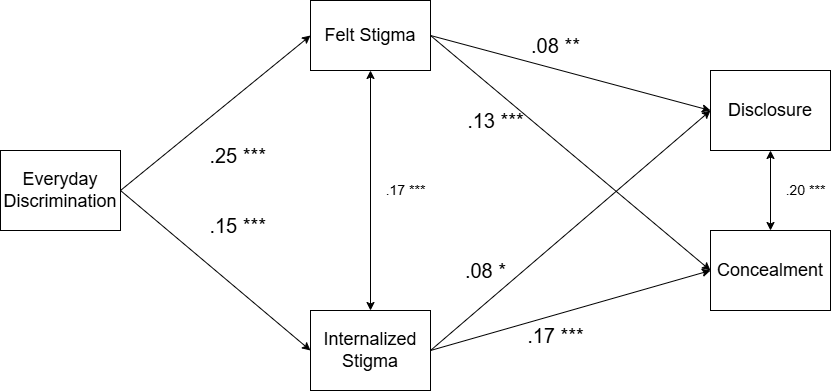 Felt Stigma
.08 **
Disclosure
.13 ***
.25 ***
Everyday
Discrimination
.17 ***
.20 ***
.15 ***
.08 *
Concealment
Internalized
Stigma
.17 ***